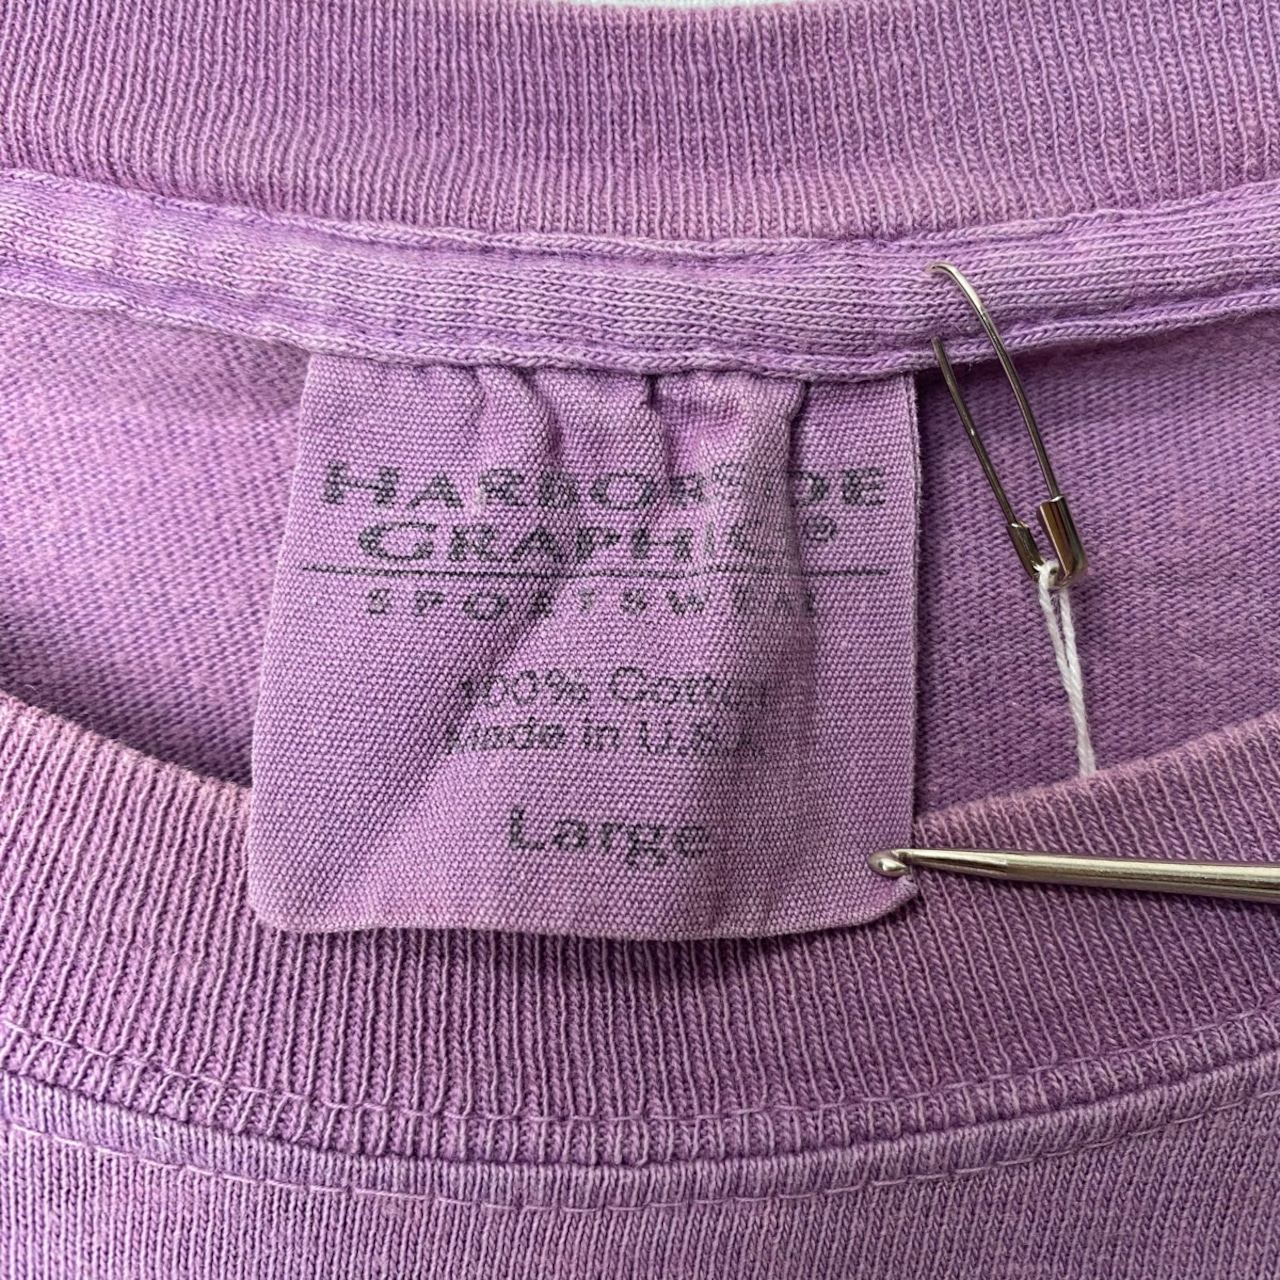 HARBORSIDE
GRAPHICS®
SPORTSWEAR
100% Cotton
Made in U.S.A.
Large